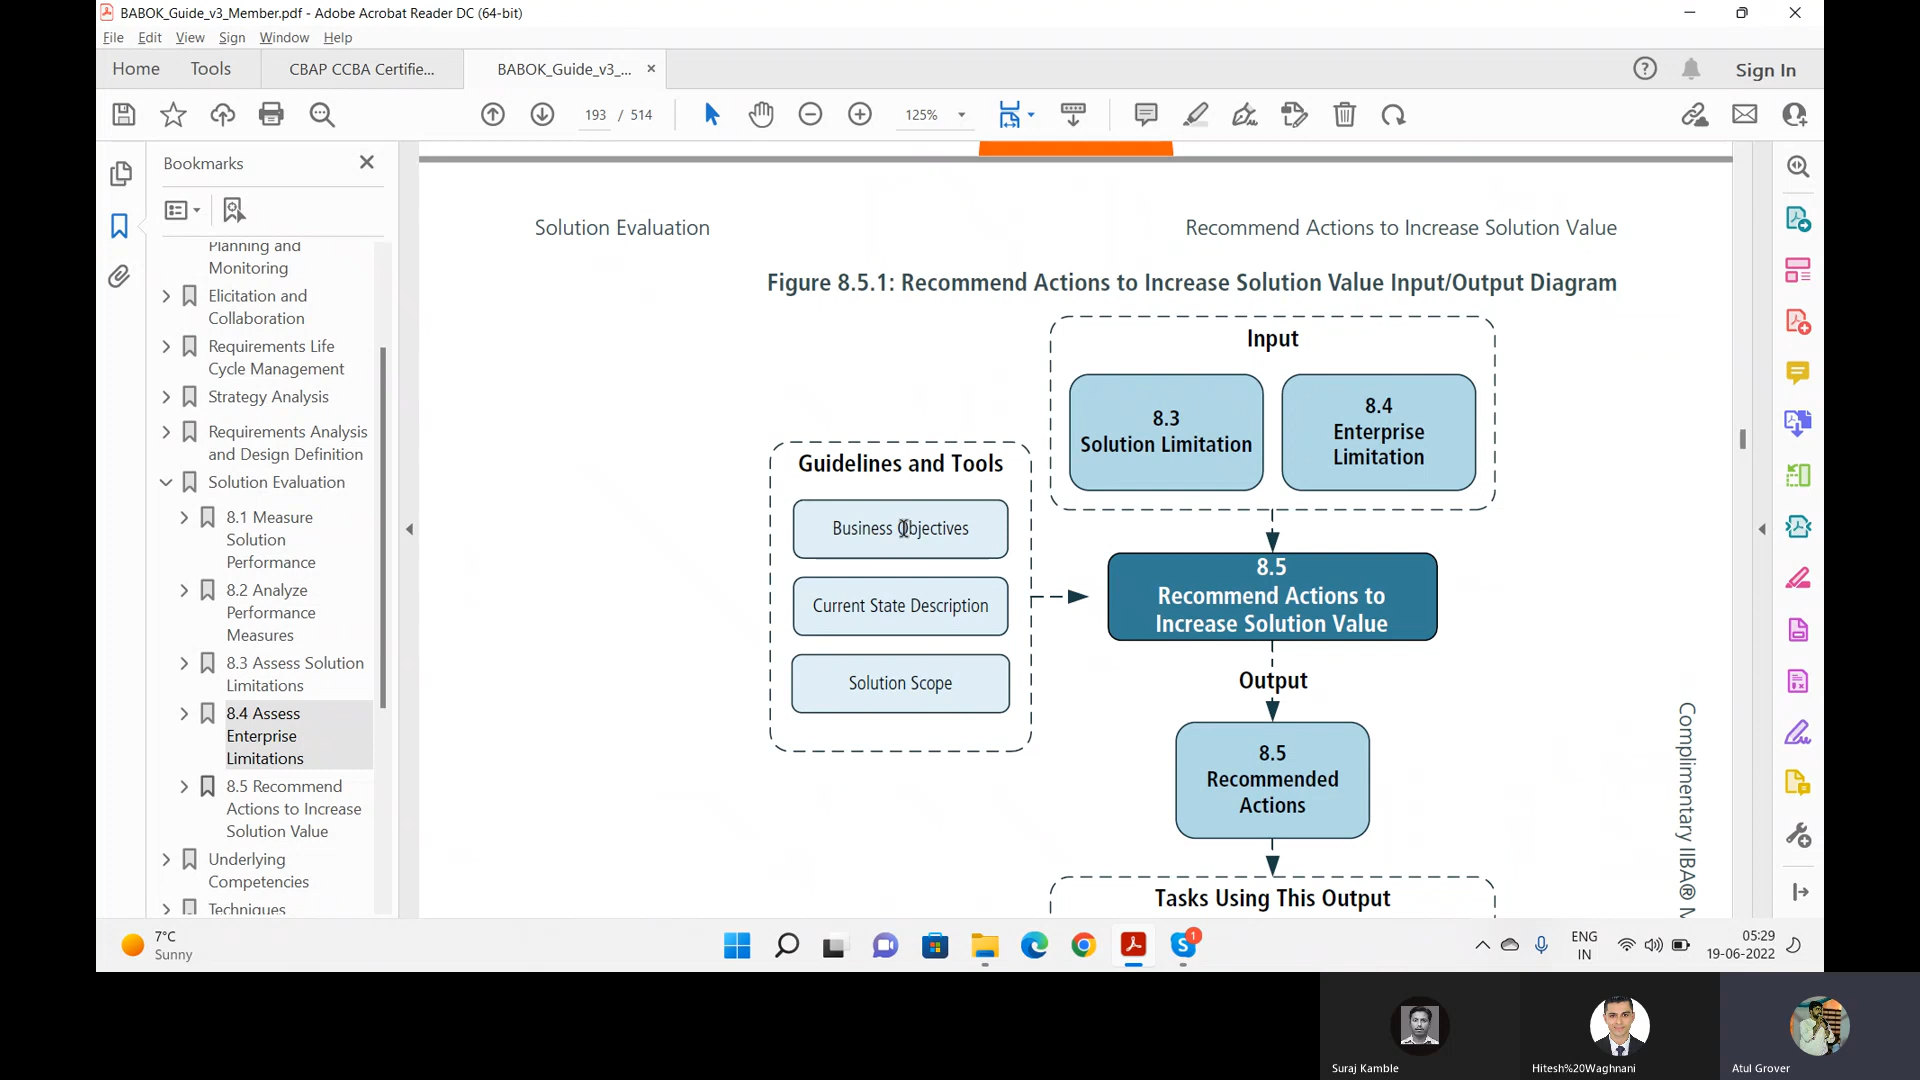 BABOK_Guide_v3_Member.pdf - Adobe Acrobat Reader DC (64-bit)
File Edit View Sign Window Help
Home Tools CBAP CCBA Certifie... BABOK_Guide_v3_... Sign In
193 / 514 125%
Bookmarks
Planning and
Monitoring
Elicitation and
Collaboration
Requirements Life
Cycle Management
Strategy Analysis
Requirements Analysis
and Design Definition
Solution Evaluation
8.1 Measure
Solution
Performance
8.2 Analyze
Performance
Measures
8.3 Assess Solution
Limitations
8.4 Assess
Enterprise
Limitations
8.5 Recommend
Actions to Increase
Solution Value
Underlying
Competencies
Techniques
Solution Evaluation
Recommend Actions to Increase Solution Value
Figure 8.5.1: Recommend Actions to Increase Solution Value Input/Output Diagram
Input
8.3
Solution Limitation
8.4
Enterprise
Limitation
Guidelines and Tools
Business Objectives
Current State Description
Solution Scope
8.5
Recommend Actions to
Increase Solution Value
Output
8.5
Recommended
Actions
Tasks Using This Output
Complimentary IIBA® M
7°C
Sunny
1
ENG
IN
05:29
19-06-2022
Suraj Kamble
Hitesh%20Waghnani
Atul Grover